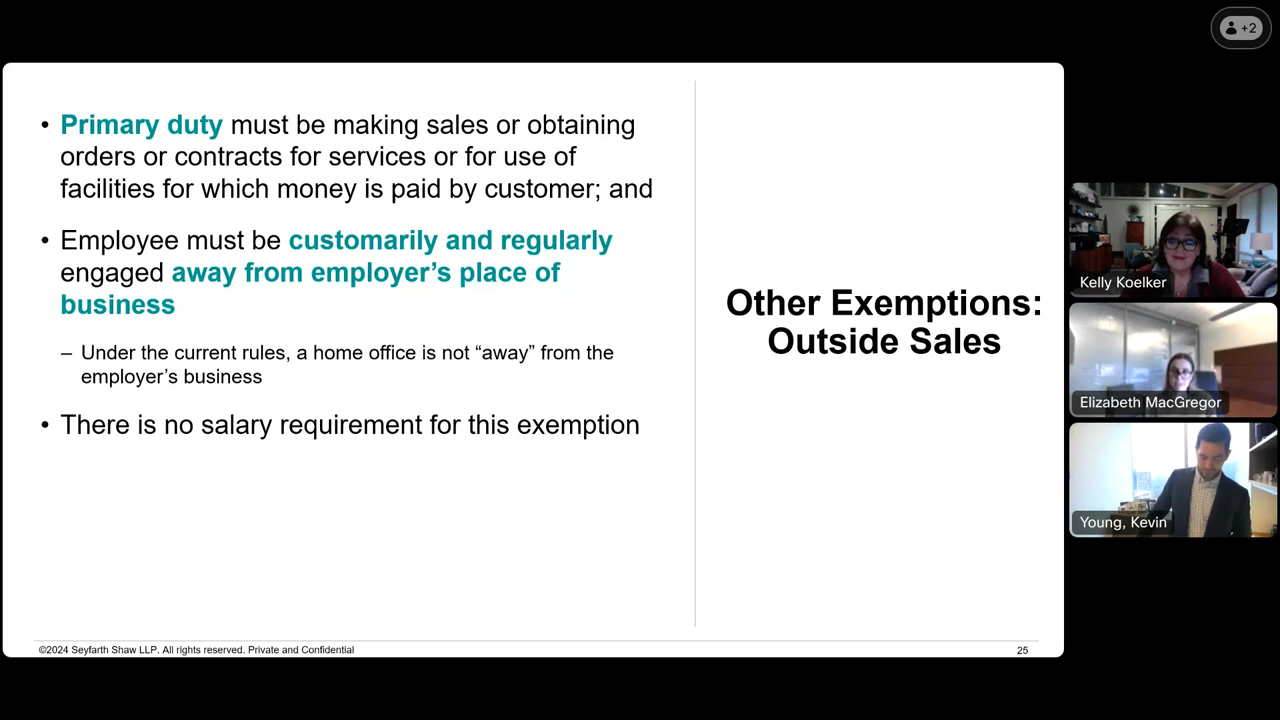 +2
• Primary duty must be making sales or obtaining
orders or contracts for services or for use of
facilities for which money is paid by customer; and
• Employee must be customarily and regularly
engaged away from employer’s place of
business
– Under the current rules, a home office is not “away” from the
employer’s business
• There is no salary requirement for this exemption
Other Exemptions:
Outside Sales
©2024 Seyfarth Shaw LLP. All rights reserved. Private and Confidential
25
Kelly Koelker
Elizabeth MacGregor
Young, Kevin